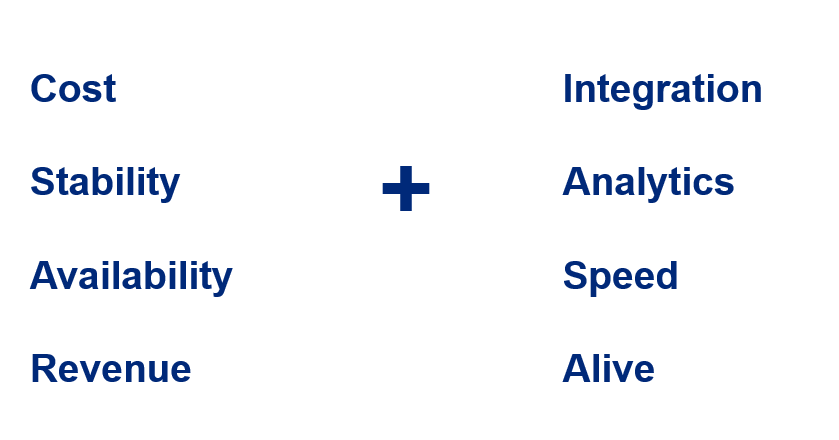 Cost
Stability
Availability
Revenue
+
Integration
Analytics
Speed
Alive